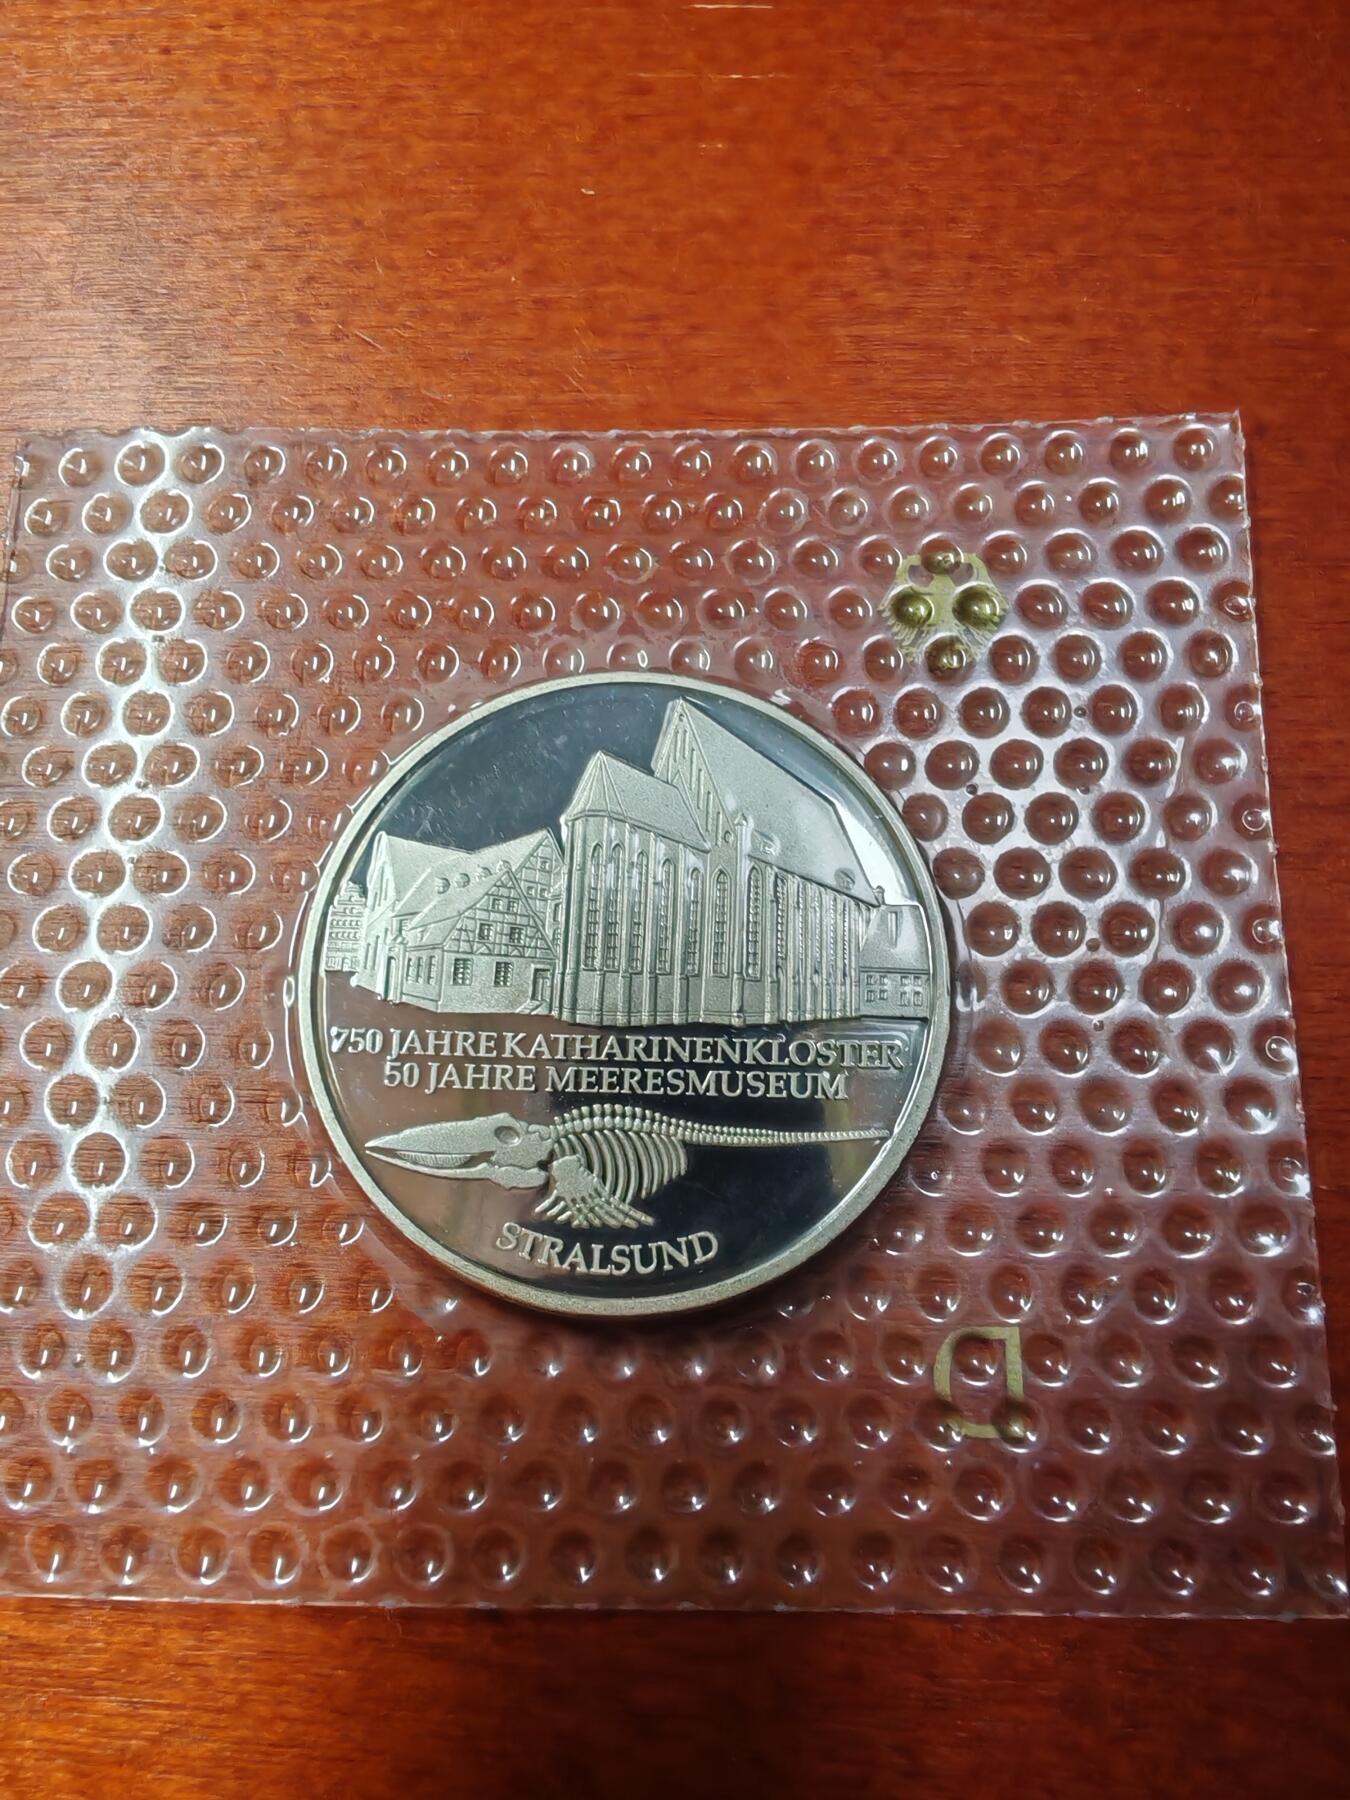 750 JAHRE KATHARINENKLOSTER
50 JAHRE MEERESMUSEUM
STRALSUND
D